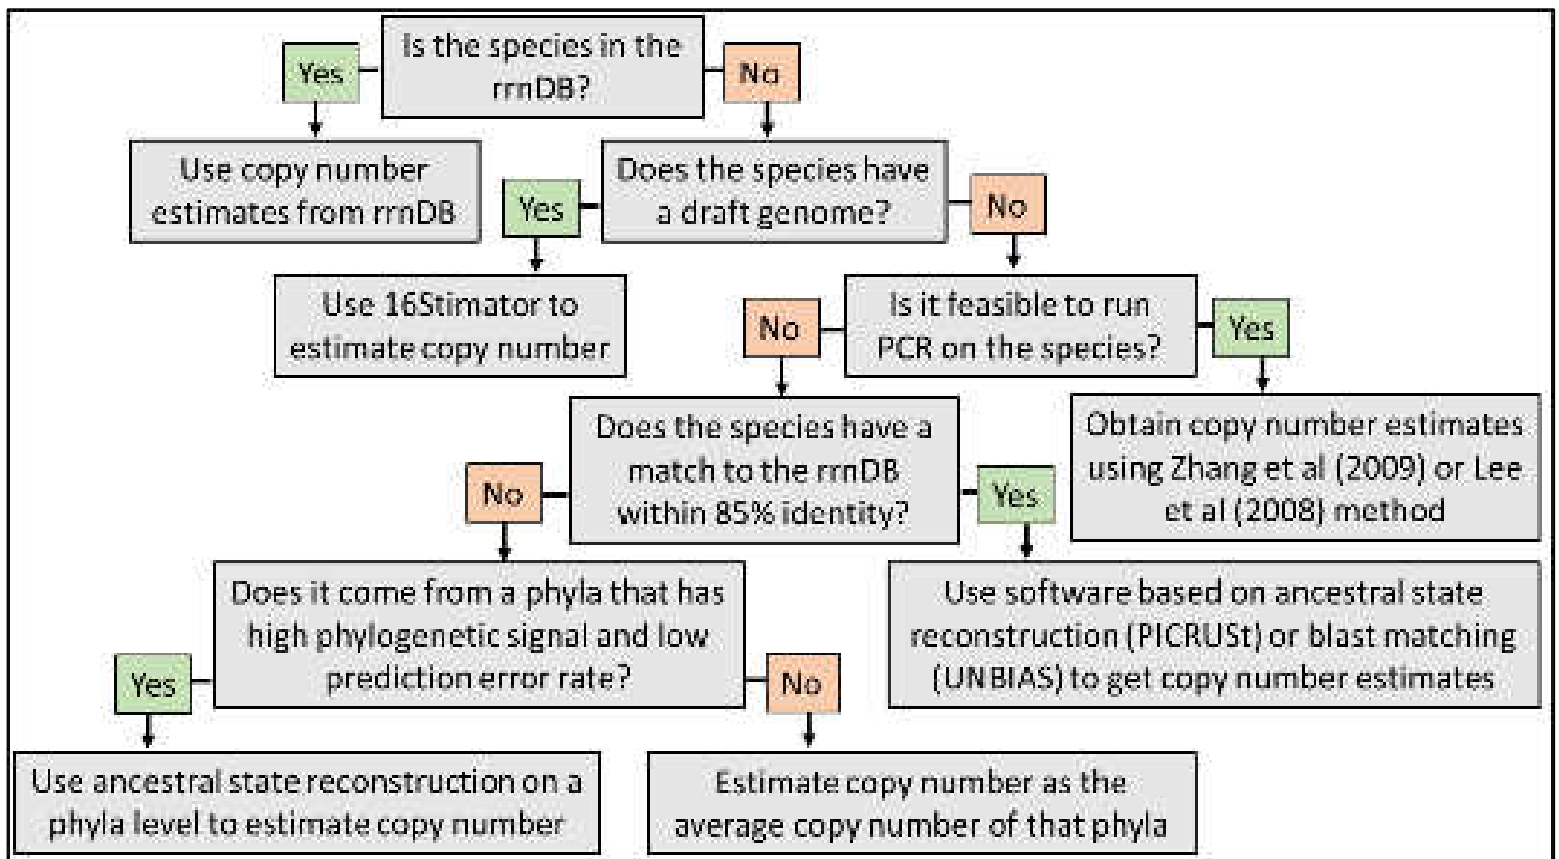 Is the species in the
rrnDB?
Yes
No
Use copy number
estimates from rrnDB
Does the species have
a draft genome?
Yes
No
Use 16Stimator to
estimate copy number
Is it feasible to run
PCR on the species?
No
Yes
Does the species have a
match to the rrnDB
within 85% identity?
Obtain copy number estimates
using Zhang et al (2009) or Lee
et al (2008) method
No
Yes
Does it come from a phyla that has
high phylogenetic signal and low
prediction error rate?
Use software based on ancestral state
reconstruction (PICRUSt) or blast matching
(UNBIAS) to get copy number estimates
Yes
No
Use ancestral state reconstruction on a
phyla level to estimate copy number
Estimate copy number as the
average copy number of that phyla